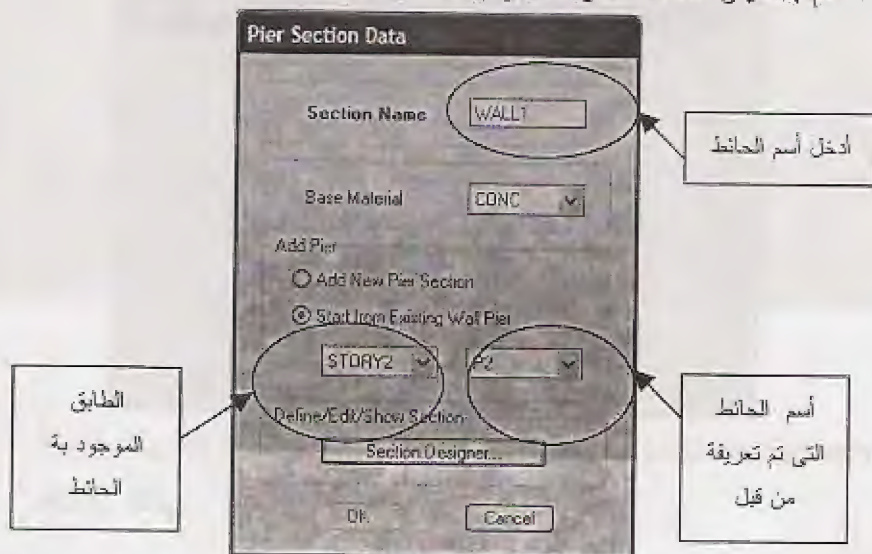 Pier Section Data
Section Name
WALL1
أدخل أسم الحائط
Base Material
CONC
Add Pier
Add New Pier Section
Start from Existing Wall Pier
STORY2
P2
الطابق
الموجود بة
الحائط
أسم الحائط
التى تم تعريفة
من قبل
Define/Edit/Show Section
Section Designer...
OK
Cancel